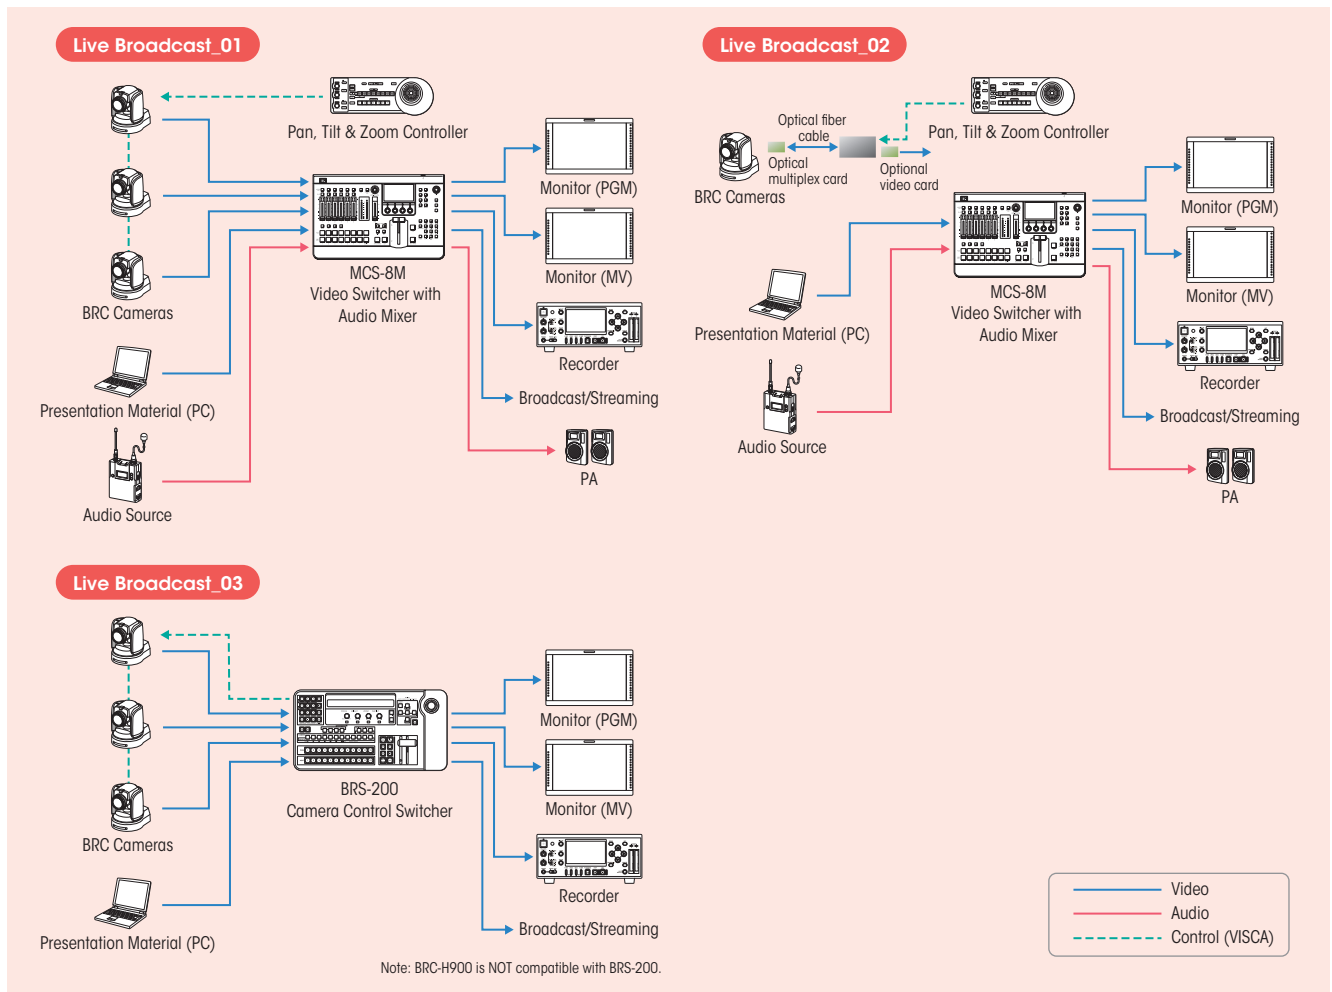 Live Broadcast_01
Pan, Tilt & Zoom Controller
Monitor (PGM)
Monitor (MV)
BRC Cameras
MCS-8M
Video Switcher with
Audio Mixer
Recorder
Presentation Material (PC)
Broadcast/Streaming
PA
Audio Source
Live Broadcast_02
Optical fiber
cable
Pan, Tilt & Zoom Controller
Optical
multiplex card
Optional
video card
BRC Cameras
Monitor (PGM)
Monitor (MV)
MCS-8M
Video Switcher with
Audio Mixer
Presentation Material (PC)
Recorder
Broadcast/Streaming
Audio Source
PA
Live Broadcast_03
Monitor (PGM)
BRS-200
Camera Control Switcher
Monitor (MV)
BRC Cameras
Recorder
Presentation Material (PC)
Broadcast/Streaming
Note: BRC-H900 is NOT compatible with BRS-200.
Video
Audio
Control (VISCA)